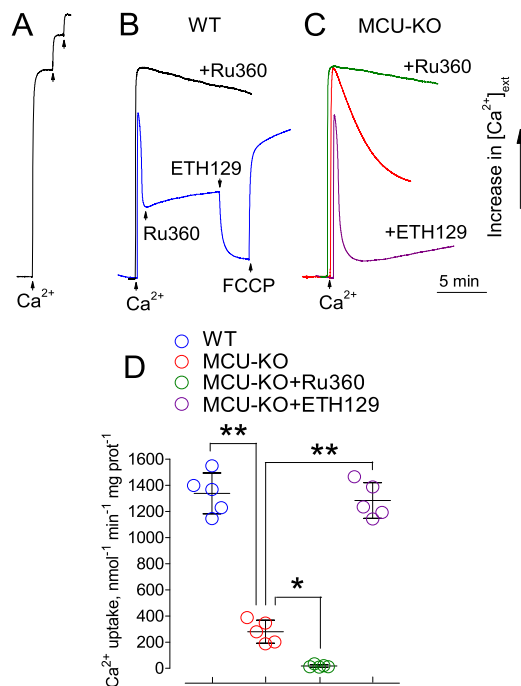 A
B
WT
C
MCU-KO
+Ru360
+Ru360
ETH129
Ru360
+ETH129
FCCP
Ca²⁺
Ca²⁺
Ca²⁺
5 min
Increase in [Ca²⁺]ext
D
WT
MCU-KO
MCU-KO+Ru360
MCU-KO+ETH129
Ca²⁺ uptake, nmol⁻¹ min⁻¹ mg prot⁻¹
1600
1400
1200
1000
800
600
400
200
0
**
**
*